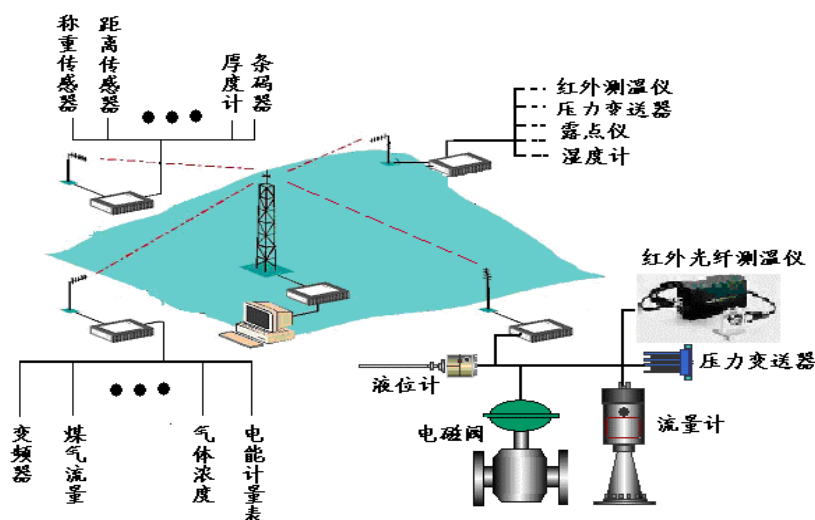 称重传感器
距离传感器
厚度计
条码器
红外测温仪
压力变送器
露点仪
湿度计
红外光纤测温仪
液位计
压力变送器
电磁阀
流量计
变频器
煤气流量
气体浓度
电能计量表